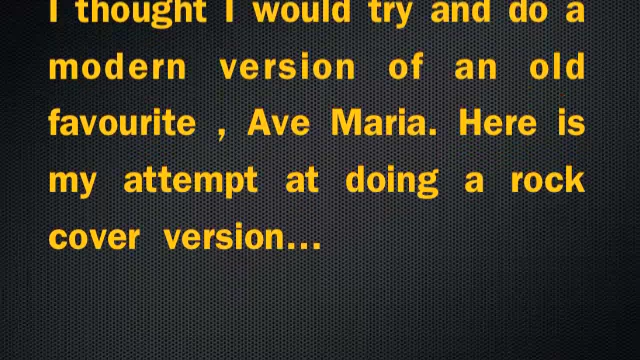 I thought I would try and do a
modern version of an old
favourite , Ave Maria. Here is
my attempt at doing a rock
cover version...